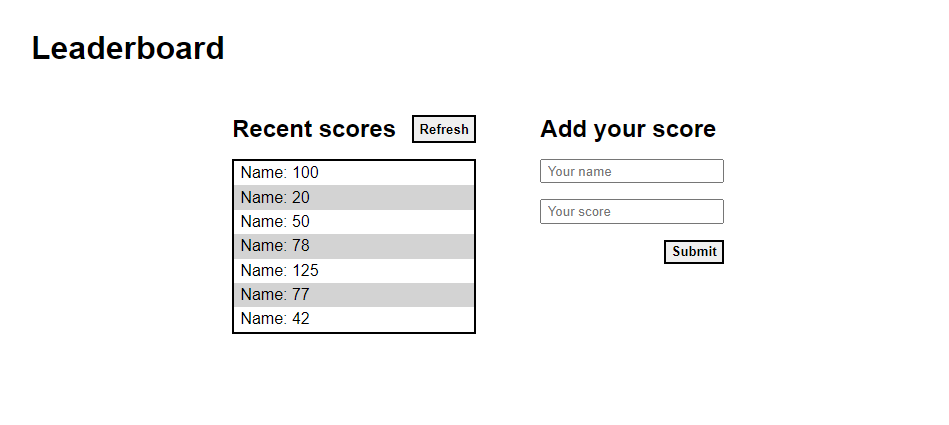 Leaderboard
Recent scores
Refresh
Name: 100
Name: 20
Name: 50
Name: 78
Name: 125
Name: 77
Name: 42
Add your score
Your name
Your score
Submit